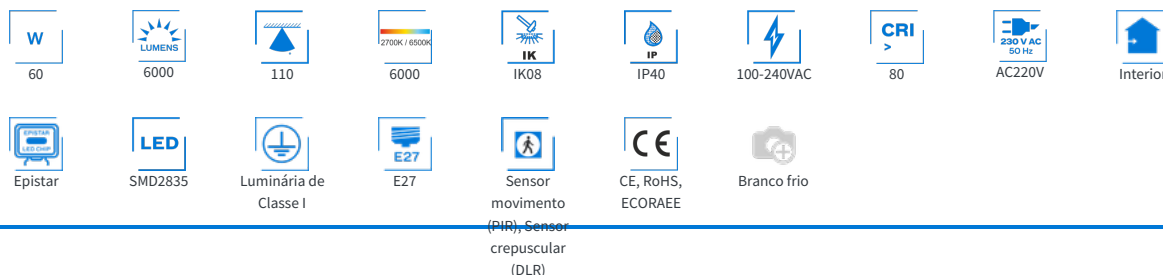 W
60
LUMENS
6000
110
2700K / 6500K
6000
IK
IK08
IP
IP40
100-240VAC
CRI
>
80
230 V AC
50 Hz
AC220V
Interior
EPISTAR
LED CHIP
Epistar
LED
SMD2835
Luminária de
Classe I
E27
E27
Sensor
movimento
(PIR), Sensor
crepuscular
(DLR)
CE
CE, RoHS,
ECORAEE
Branco frio